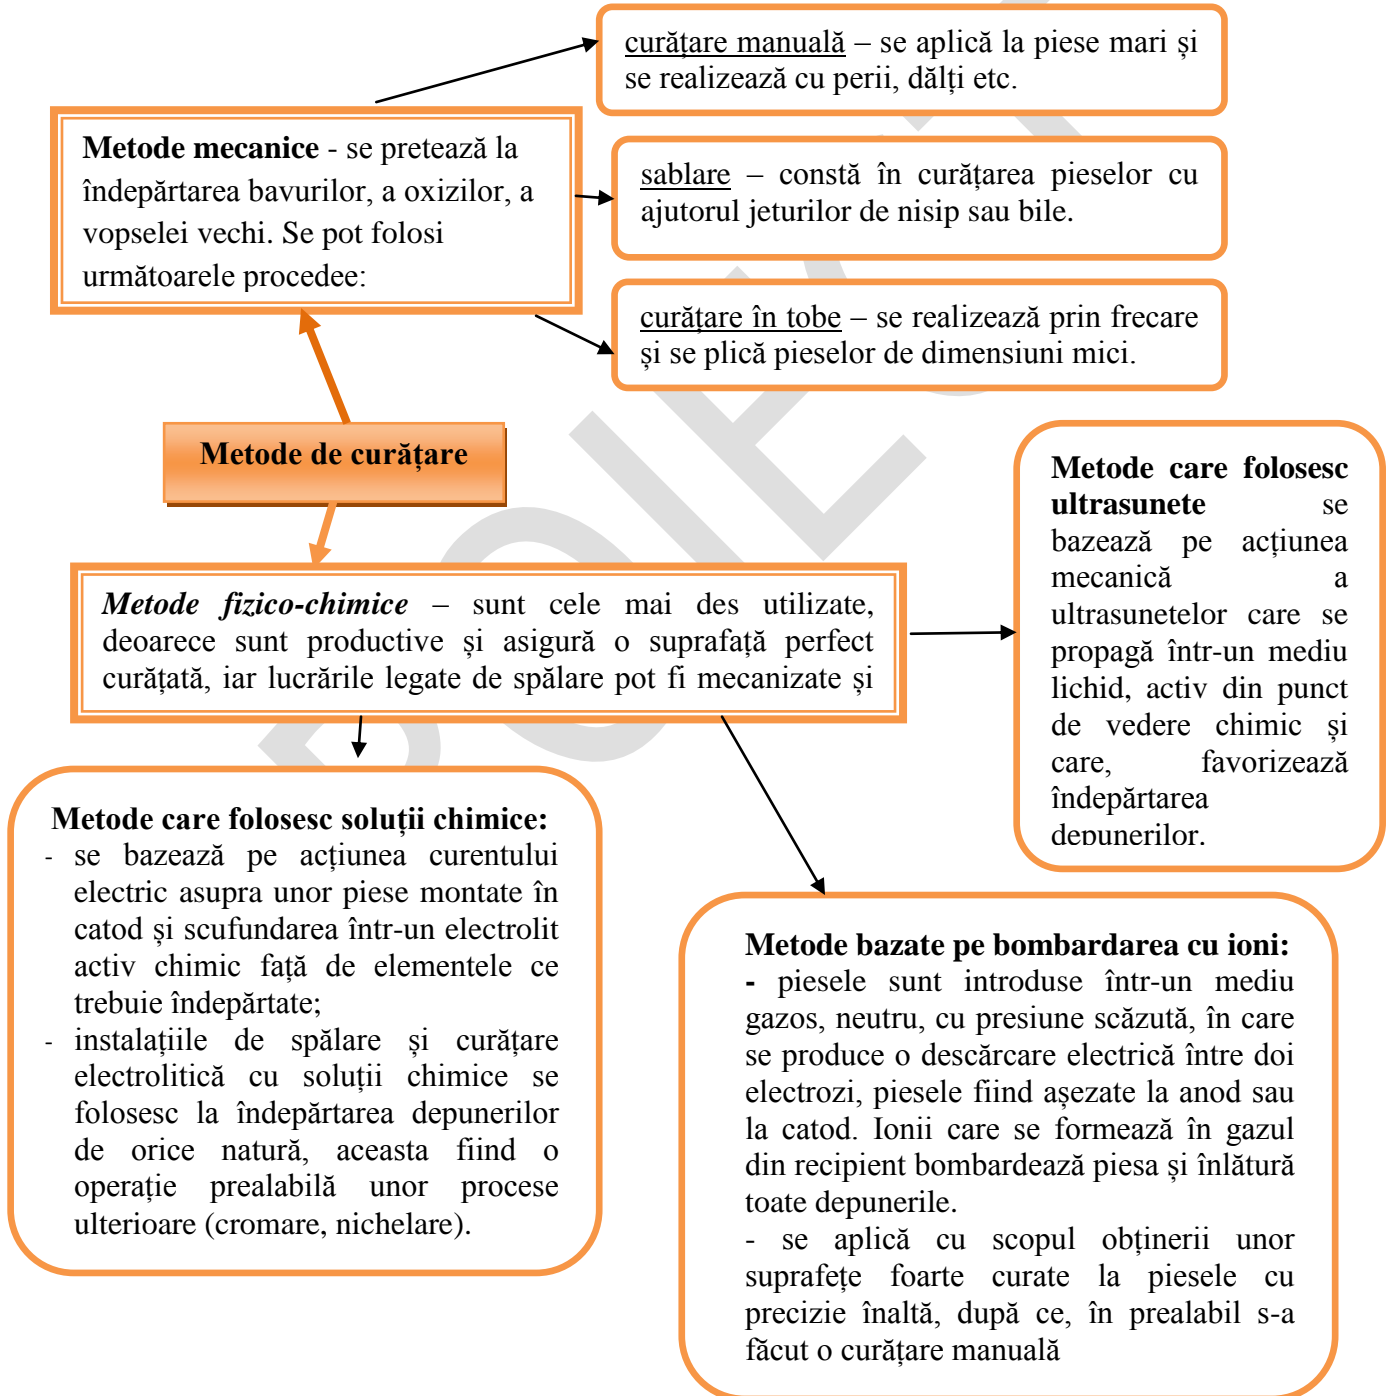 curățare manuală – se aplică la piese mari și
se realizează cu perii, dălți etc.
Metode mecanice - se pretează la
îndepărtarea bavurilor, a oxizilor, a
vopselei vechi. Se pot folosi
următoarele procedee:
sablare – constă în curățarea pieselor cu
ajutorul jeturilor de nisip sau bile.
curățare în tobe – se realizează prin frecare
și se plică pieselor de dimensiuni mici.
Metode de curățare
Metode care folosesc
ultrasunete se
bazează pe acțiunea
mecanică a
ultrasunetelor care se
propagă într-un mediu
lichid, activ din punct
de vedere chimic și
care, favorizează
îndepărtarea
depunerilor.
Metode fizico-chimice – sunt cele mai des utilizate,
deoarece sunt productive și asigură o suprafață perfect
curățată, iar lucrările legate de spălare pot fi mecanizate și
Metode care folosesc soluții chimice:
- se bazează pe acțiunea curentului
electric asupra unor piese montate în
catod și scufundarea într-un electrolit
activ chimic față de elementele ce
trebuie îndepărtate;
- instalațiile de spălare și curățare
electrolitică cu soluții chimice se
folosesc la îndepărtarea depunerilor
de orice natură, aceasta fiind o
operație prealabilă unor procese
ulterioare (cromare, nichelare).
Metode bazate pe bombardarea cu ioni:
- piesele sunt introduse într-un mediu
gazos, neutru, cu presiune scăzută, în care
se produce o descărcare electrică între doi
electrozi, piesele fiind așezate la anod sau
la catod. Ionii care se formează în gazul
din recipient bombardează piesa și înlătură
toate depunerile.
- se aplică cu scopul obținerii unor
suprafețe foarte curate la piesele cu
precizie înaltă, după ce, în prealabil s-a
făcut o curățare manuală